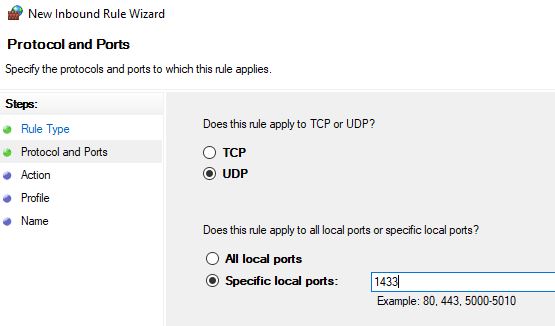 New Inbound Rule Wizard
Protocol and Ports
Specify the protocols and ports to which this rule applies.
Steps:
Rule Type
Protocol and Ports
Action
Profile
Name
Does this rule apply to TCP or UDP?
TCP
UDP
Does this rule apply to all local ports or specific local ports?
All local ports
Specific local ports: 1433
Example: 80, 443, 5000-5010